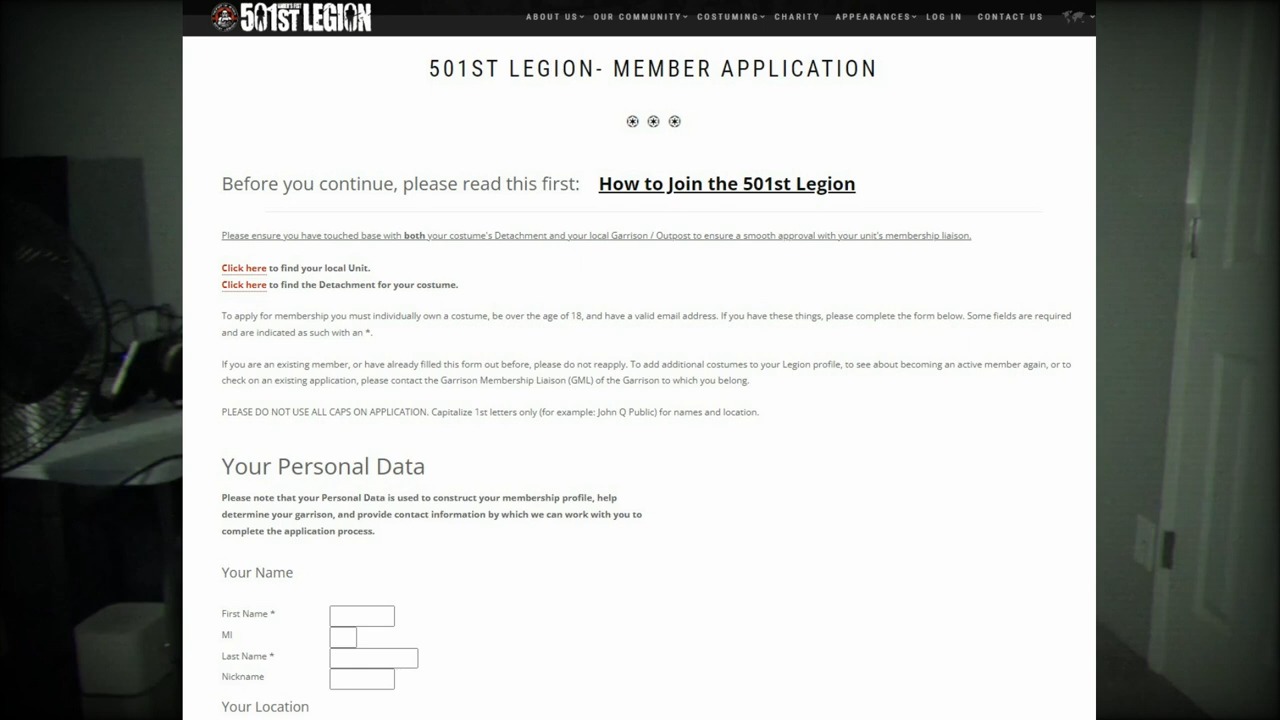 VADER'S FIST
501ST LEGION
ABOUT US OUR COMMUNITY COSTUMING CHARITY APPEARANCES LOG IN CONTACT US
501ST LEGION- MEMBER APPLICATION
Before you continue, please read this first: How to Join the 501st Legion
Please ensure you have touched base with both your costume's Detachment and your local Garrison / Outpost to ensure a smooth approval with your unit's membership liaison.
Click here to find your local Unit.
Click here to find the Detachment for your costume.
To apply for membership you must individually own a costume, be over the age of 18, and have a valid email address. If you have these things, please complete the form below. Some fields are required
and are indicated as such with an *.
If you are an existing member, or have already filled this form out before, please do not reapply. To add additional costumes to your Legion profile, to see about becoming an active member again, or to
check on an existing application, please contact the Garrison Membership Liaison (GML) of the Garrison to which you belong.
PLEASE DO NOT USE ALL CAPS ON APPLICATION. Capitalize 1st letters only (for example: John Q Public) for names and location.
Your Personal Data
Please note that your Personal Data is used to construct your membership profile, help
determine your garrison, and provide contact information by which we can work with you to
complete the application process.
Your Name
First Name *
MI
Last Name *
Nickname
Your Location